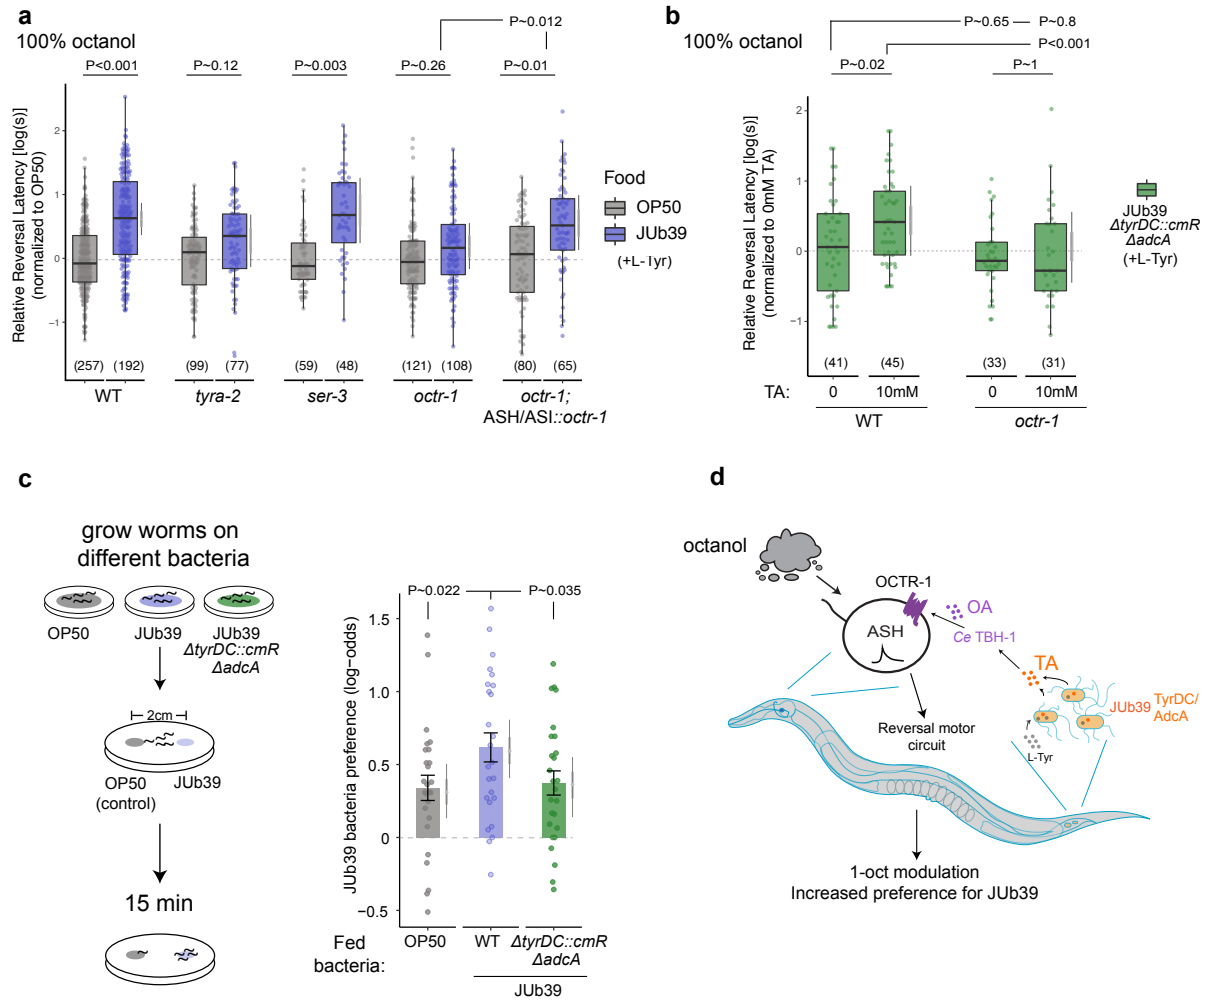 a
100% octanol
P~0.012
P<0.001
P~0.12
P~0.003
P~0.26
P~0.01
Relative Reversal Latency [log(s)]
(normalized to OP50)
2
1
0
−1
(257)
(192)
(99)
(77)
(59)
(48)
(121)
(108)
(80)
(65)
WT
tyra-2
ser-3
octr-1
octr-1;
ASH/ASI::octr-1
Food
OP50
JUb39
(+L-Tyr)
b
100% octanol
P~0.65
P~0.8
P<0.001
P~0.02
P~1
Relative Reversal Latency [log(s)]
(normalized to 0mM TA)
2
1
0
−1
(41)
(45)
(33)
(31)
TA:
0
10mM
0
10mM
WT
octr-1
JUb39
ΔtyrDC::cmR
ΔadcA
(+L-Tyr)
c
grow worms on
different bacteria
OP50
JUb39
JUb39
ΔtyrDC::cmR
ΔadcA
2cm
OP50
(control)
JUb39
15 min
P~0.022
P~0.035
JUb39 bacteria preference (log−odds)
1.5
1.0
0.5
0
−0.5
Fed
bacteria:
OP50
WT
ΔtyrDC::cmR
ΔadcA
JUb39
d
octanol
OCTR-1
OA
ASH
Ce TBH-1
TA
JUb39
TyrDC/
AdcA
L-Tyr
Reversal motor
circuit
1-oct modulation
Increased preference for JUb39